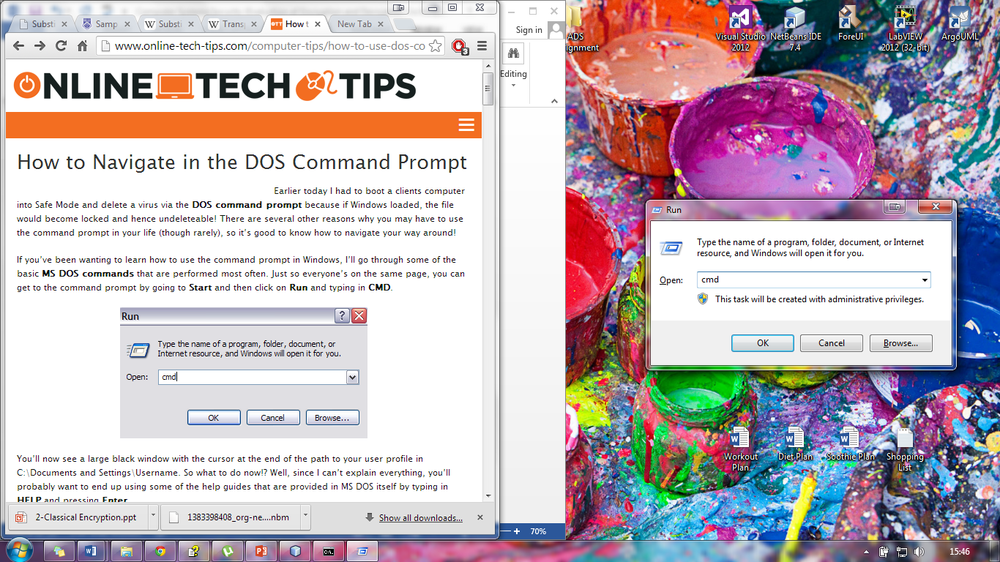 Substi
Samp
Substi
Transp
How t
New Tab
www.online-tech-tips.com/computer-tips/how-to-use-dos-co
3
ONLINE TECH TIPS
How to Navigate in the DOS Command Prompt
Earlier today I had to boot a clients computer
into Safe Mode and delete a virus via the DOS command prompt because if Windows loaded, the file
would become locked and hence undeleteable! There are several other reasons why you may have to use
the command prompt in your life (though rarely), so it's good to know how to navigate your way around!
If you've been wanting to learn how to use the command prompt in Windows, I'll go through some of the
basic MS DOS commands that are performed most often. Just so everyone's on the same page, you can
get to the command prompt by going to Start and then click on Run and typing in CMD.
Run
Type the name of a program, folder, document, or
Internet resource, and Windows will open it for you.
Open:
cmd
OK
Cancel
Browse...
You'll now see a large black window with the cursor at the end of the path to your user profile in
C:\Documents and Settings\Username. So what to do now!? Well, since I can't explain everything, you'll
probably want to end up using some of the help guides that are provided in MS DOS itself by typing in
HELP and pressing Enter
2-Classical Encryption.ppt
1383398408_org-ne....nbm
Show all downloads...
Sign in
Editing
70%
ADS
ignment
Visual Studio
2012
NetBeans IDE
7.4
ForeUI
LabVIEW
2012 (32-bit)
ArgoUML
Run
Type the name of a program, folder, document, or Internet
resource, and Windows will open it for you.
Open:
cmd
This task will be created with administrative privileges.
OK
Cancel
Browse...
Workout
Plan
Diet Plan
Soothie Plan
Shopping
List
15:46